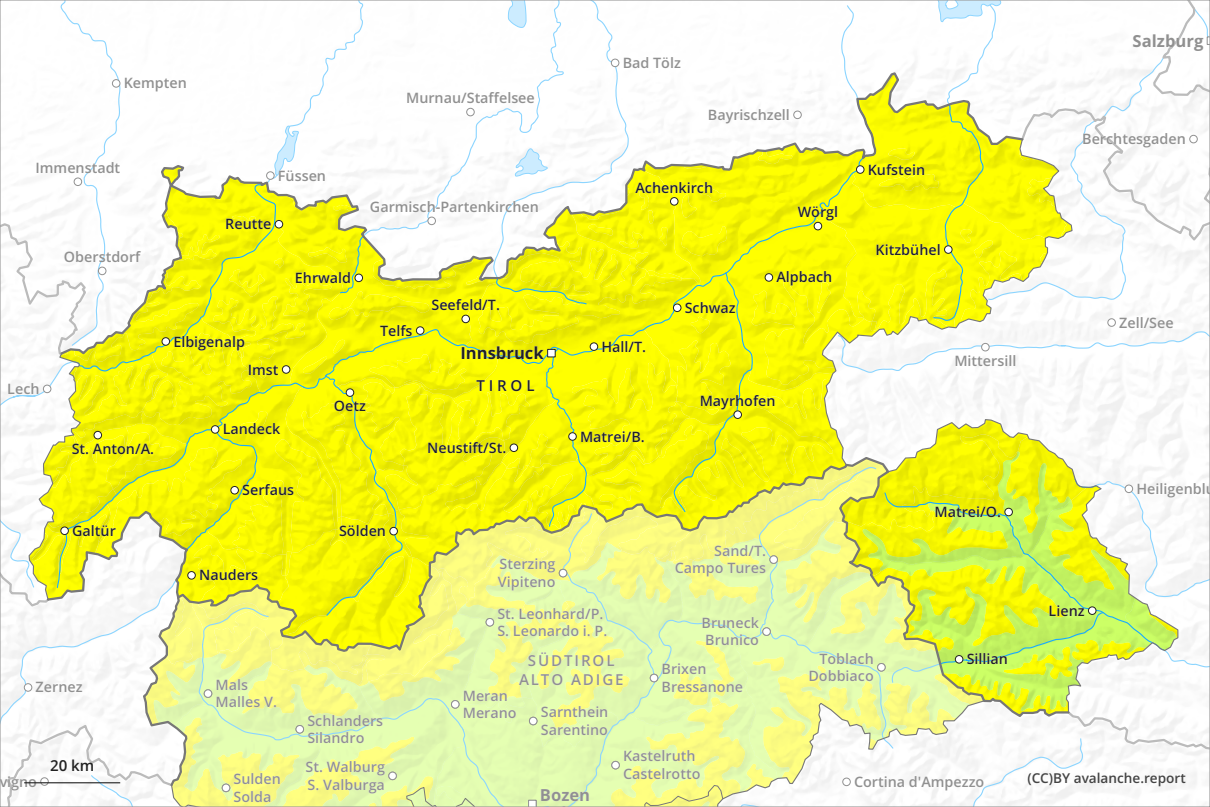 Salzburg
Bad Tölz
Kempten
Murnau/Staffelsee
Bayrischzell
Berchtesgaden
Immenstadt
Füssen
Kufstein
Achenkirch
Garmisch-Partenkirchen
Wörgl
Reutte
Kitzbühel
Oberstdorf
Ehrwald
Alpbach
Seefeld/T.
Schwaz
Zell/See
Telfs
Elbigenalp
Innsbruck
Hall/T.
Mittersill
Imst
TIROL
Lech
Oetz
Mayrhofen
Landeck
Matrei/B.
St. Anton/A.
Neustift/St.
Serfaus
Heiligenblu
Matrei/O.
Galtür
Sölden
Sterzing
Vipiteno
Sand/T.
Campo Tures
Nauders
Lienz
St. Leonhard/P.
S. Leonardo i. P.
Bruneck
Brunico
Sillian
SÜDTIROL
ALTO ADIGE
Toblach
Dobbiaco
Brixen
Bressanone
Zernez
Mals
Malles V.
Meran
Merano
Sarnthein
Sarentino
Schlanders
Silandro
Kastelruth
Castelrotto
20 km
St. Walburg
S. Valburga
Sulden
Solda
vigno
Cortina d'Ampezzo
(CC)BY avalanche.report
Bozen